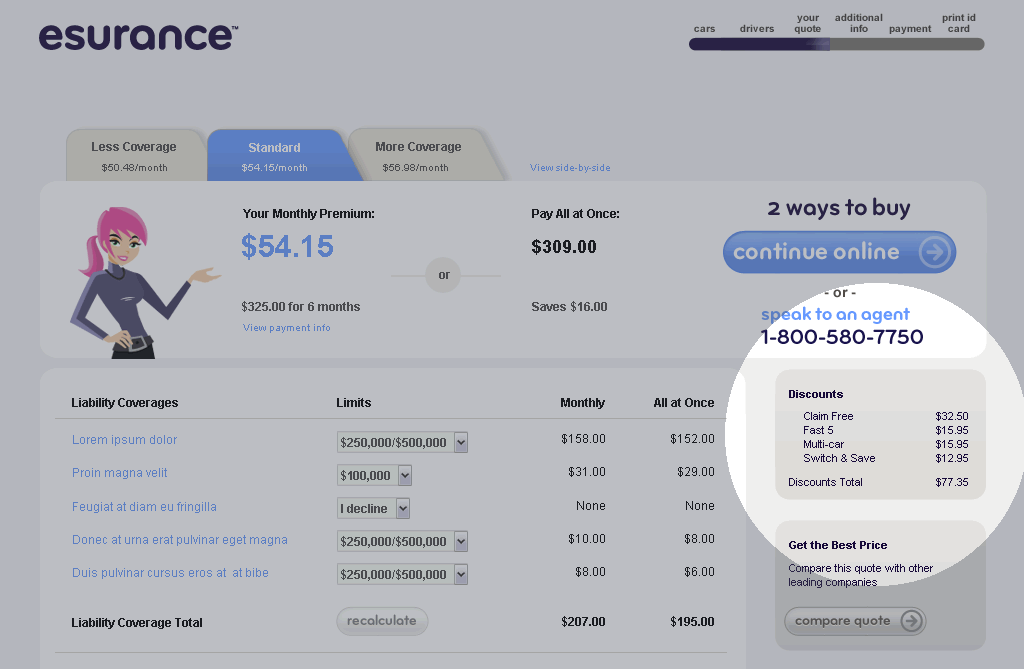 esurance™
cars drivers your quote additional info payment print id card
Less Coverage
$50.48/month
Standard
$54.15/month
More Coverage
$56.98/month
View side-by-side
Your Monthly Premium:
$54.15
$325.00 for 6 months
View payment info
or
Pay All at Once:
$309.00
Saves $16.00
2 ways to buy
continue online
- or -
speak to an agent
1-800-580-7750
Liability Coverages Limits Monthly All at Once
Lorem ipsum dolor $250,000/$500,000 $158.00 $152.00
Proin magna velit $100,000 $31.00 $29.00
Feugiat at diam eu fringilla I decline None None
Donec at urna erat pulvinar eget magna $250,000/$500,000 $10.00 $8.00
Duis pulvinar cursus eros at at bibe $250,000/$500,000 $8.00 $6.00
Liability Coverage Total recalculate $207.00 $195.00
Discounts
Claim Free $32.50
Fast 5 $15.95
Multi-car $15.95
Switch & Save $12.95
Discounts Total $77.35
Get the Best Price
Compare this quote with other
leading companies
compare quote